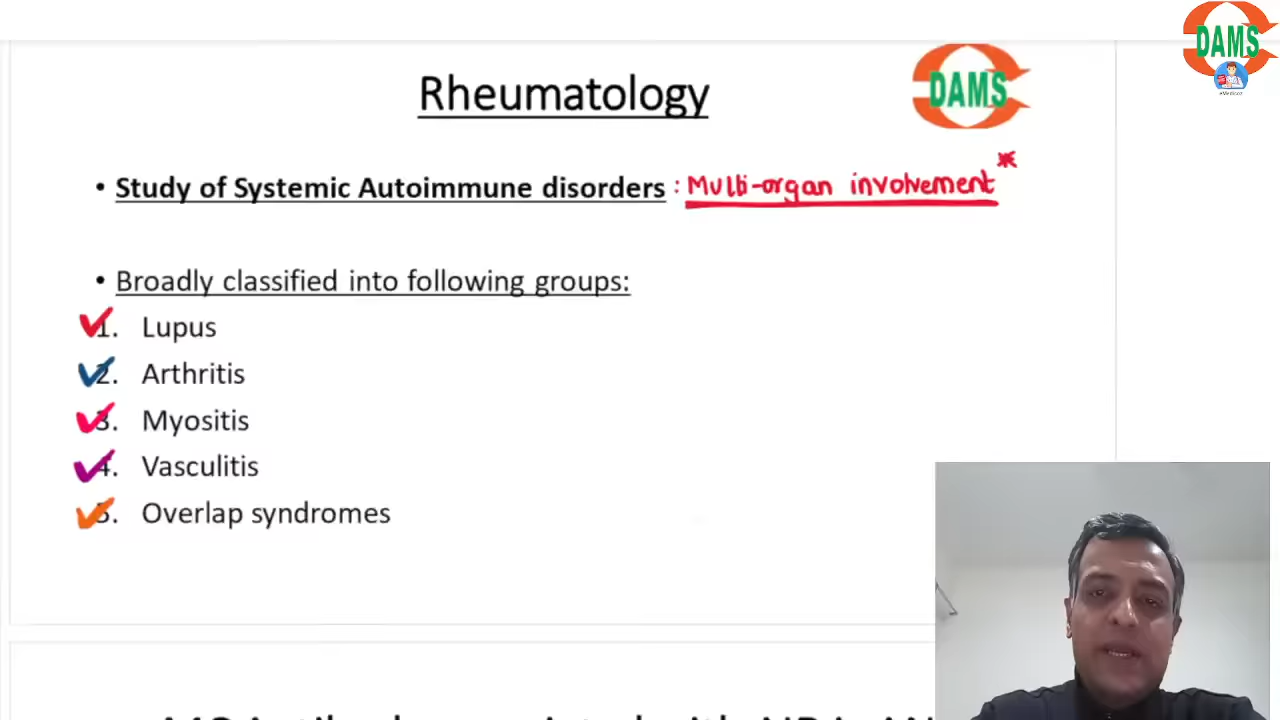 DAMS
Rheumatology
DAMS
• Study of Systemic Autoimmune disorders : Multi-organ involvement *
• Broadly classified into following groups:
1. Lupus
2. Arthritis
3. Myositis
4. Vasculitis
5. Overlap syndromes